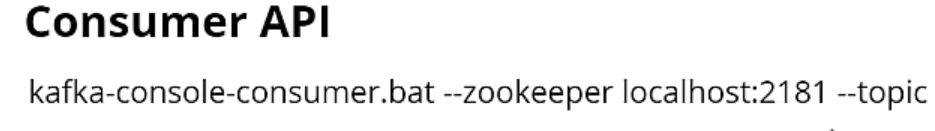 Consumer API
kafka-console-consumer.bat --zookeeper localhost:2181 --topic